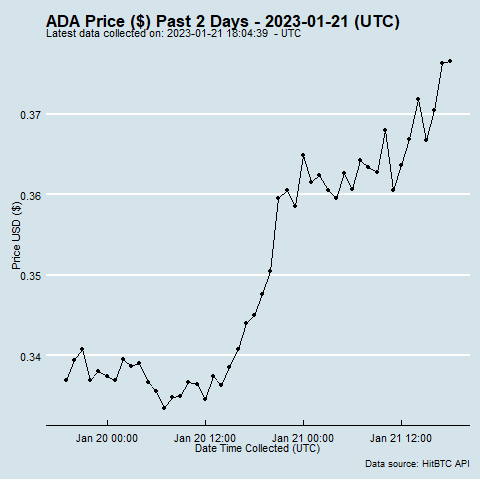 ADA Price ($) Past 2 Days - 2023-01-21 (UTC)
Latest data collected on: 2023-01-21 18:04:39 - UTC
0.37
0.36
0.35
0.34
Price USD ($)
Jan 20 00:00 Jan 20 12:00 Jan 21 00:00 Jan 21 12:00
Date Time Collected (UTC)
Data source: HitBTC API